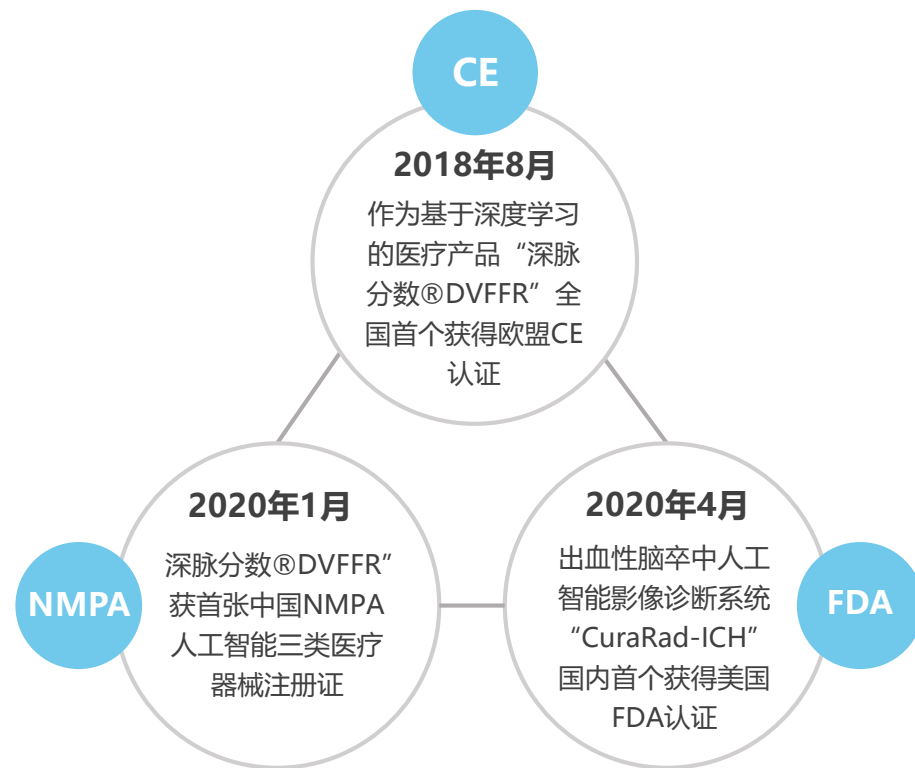 CE
2018年8月
作为基于深度学习
的医疗产品“深脉
分数®DVFFR”全
国首个获得欧盟CE
认证
NMPA
2020年1月
深脉分数®DVFFR”
获首张中国NMPA
人工智能三类医疗
器械注册证
2020年4月
出血性脑卒中人工
智能影像诊断系统
“CuraRad-ICH”
国内首个获得美国
FDA认证
FDA